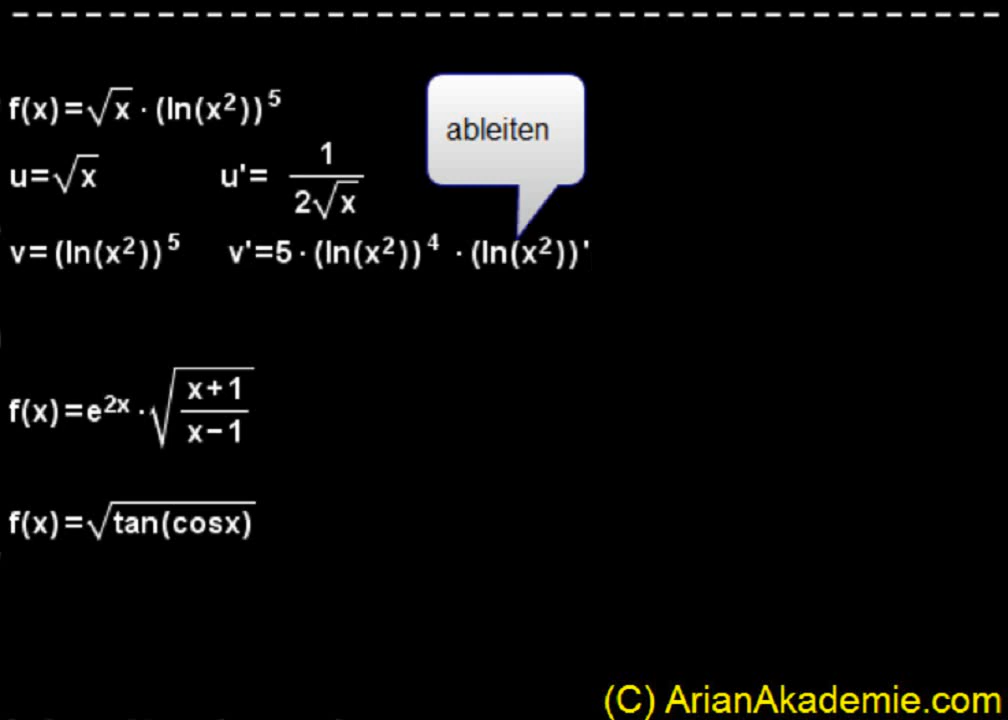 f(x)=√x · (ln(x²))⁵
ableiten
u=√x u'= 1/(2√x)
v=(ln(x²))⁵ v'=5·(ln(x²))⁴ ·(ln(x²))'
f(x)=e²ˣ·√((x+1)/(x−1))
f(x)=√(tan(cosx))
(C) ArianAkademie.com